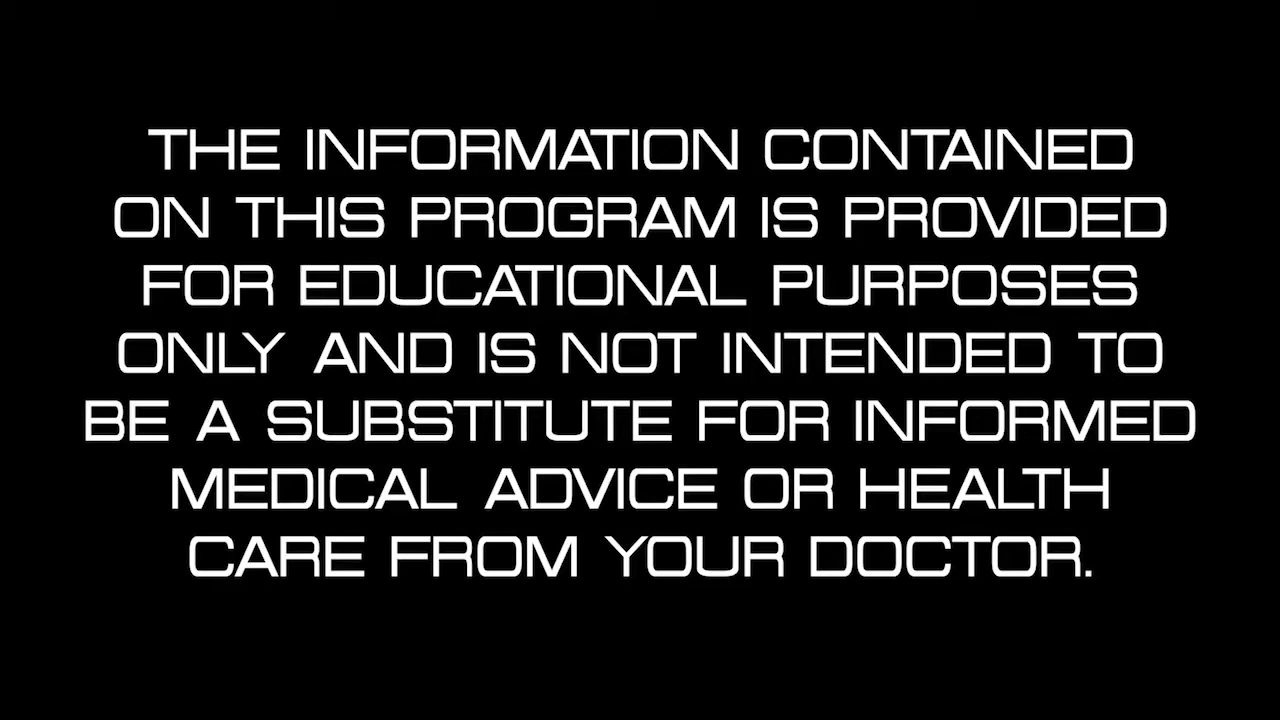 THE INFORMATION CONTAINED
ON THIS PROGRAM IS PROVIDED
FOR EDUCATIONAL PURPOSES
ONLY AND IS NOT INTENDED TO
BE A SUBSTITUTE FOR INFORMED
MEDICAL ADVICE OR HEALTH
CARE FROM YOUR DOCTOR.